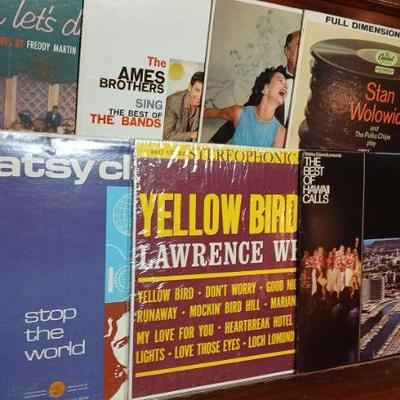 let's d
ES BY FREDDY MARTIN
The
AMES
BROTHERS
SING
THE BEST OF
THE BANDS
FULL DIMENSION
Capitol
Stan
Wolowic
and
The Polka Chips
play
atsy cl
stop
the
world
STEREOPHONIC
YELLOW BIRD
LAWRENCE WE
YELLOW BIRD • DON'T WORRY • GOOD NI
RUNAWAY • MOCKIN' BIRD HILL • MARIAN
MY LOVE FOR YOU • HEARTBREAK HOTEL
LIGHTS • LOVE THOSE EYES • LOCH LOMOND
THE
BEST
OF
HAWAII
CALLS